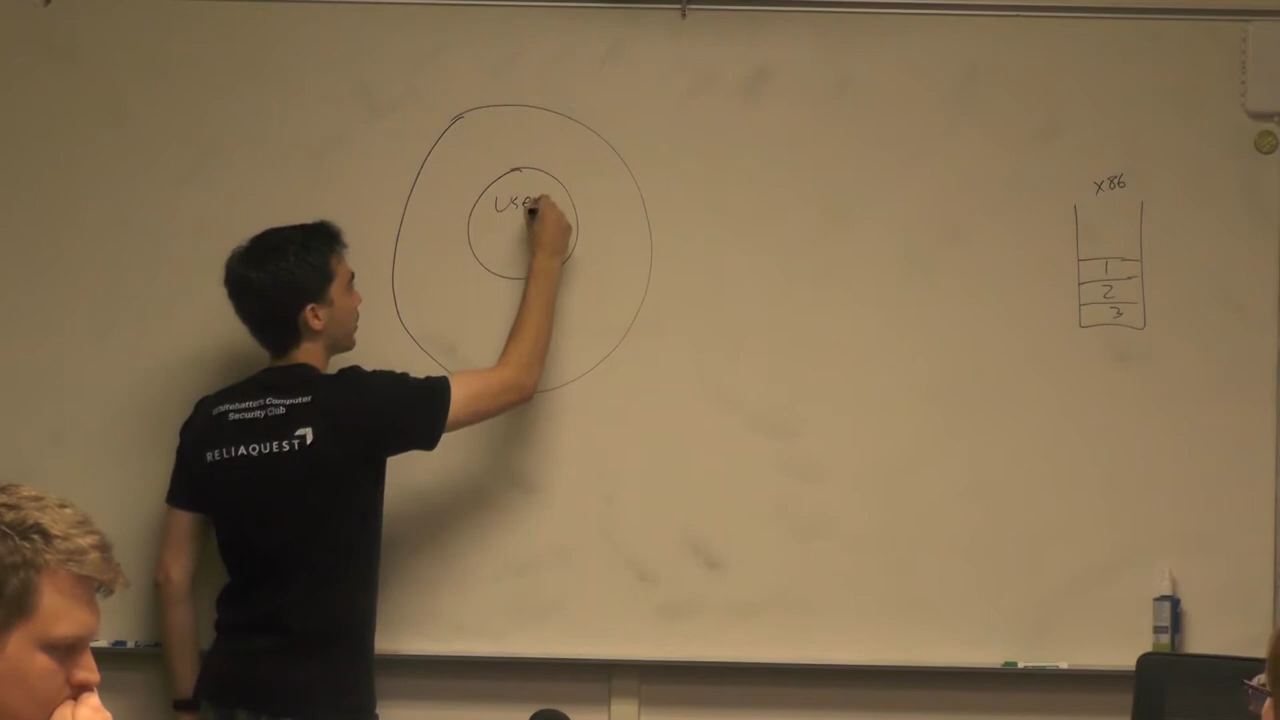 use
x86
1
2
3
Whitehatters Computer
Security Club
RELIAQUEST